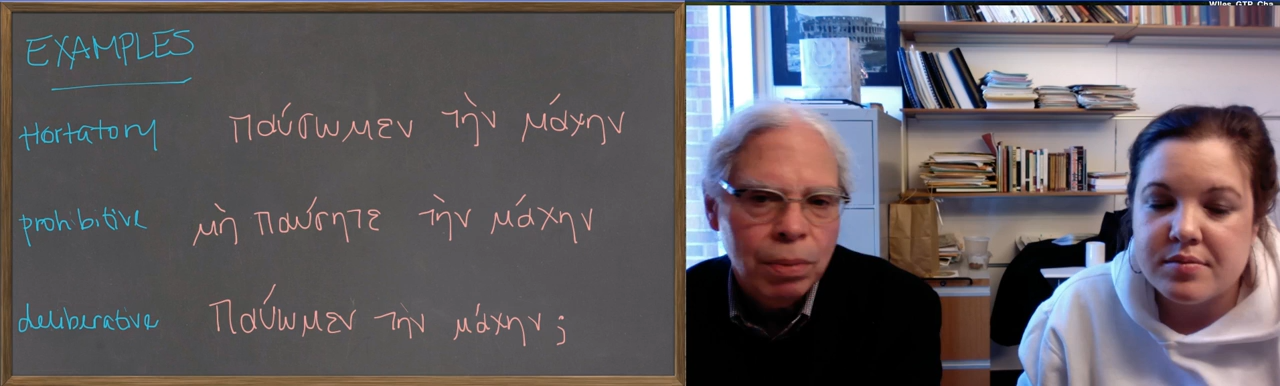 EXAMPLES
Hortatory παύσωμεν τὴν μάχην
prohibitive μὴ παύσητε τὴν μάχην
deliberative Παύωμεν τὴν μάχην ;